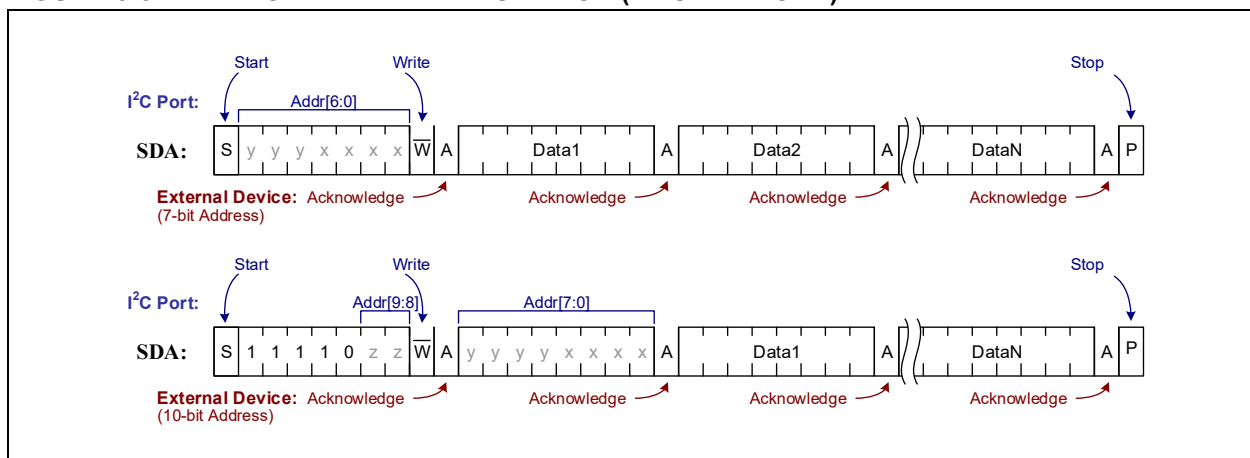 Start Write Stop
I²C Port: Addr[6:0]
SDA: S y y y x x x x W̅ A Data1 A Data2 A DataN A P
External Device: Acknowledge Acknowledge Acknowledge Acknowledge
(7-bit Address)
Start Write Stop
I²C Port: Addr[9:8] Addr[7:0]
SDA: S 1 1 1 1 0 z z W̅ A y y y y x x x x A Data1 A DataN A P
External Device: Acknowledge Acknowledge Acknowledge Acknowledge
(10-bit Address)